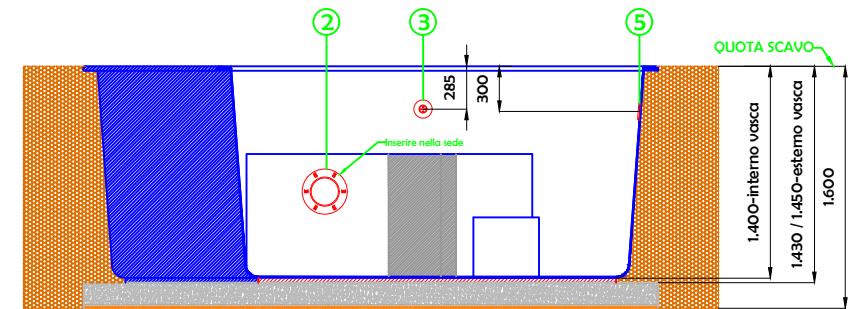 2
3
5
QUOTA SCAVO
285
300
Inserire nella sede
1.400-interno vasca
1.430 / 1.450-esterno vasca
1.600